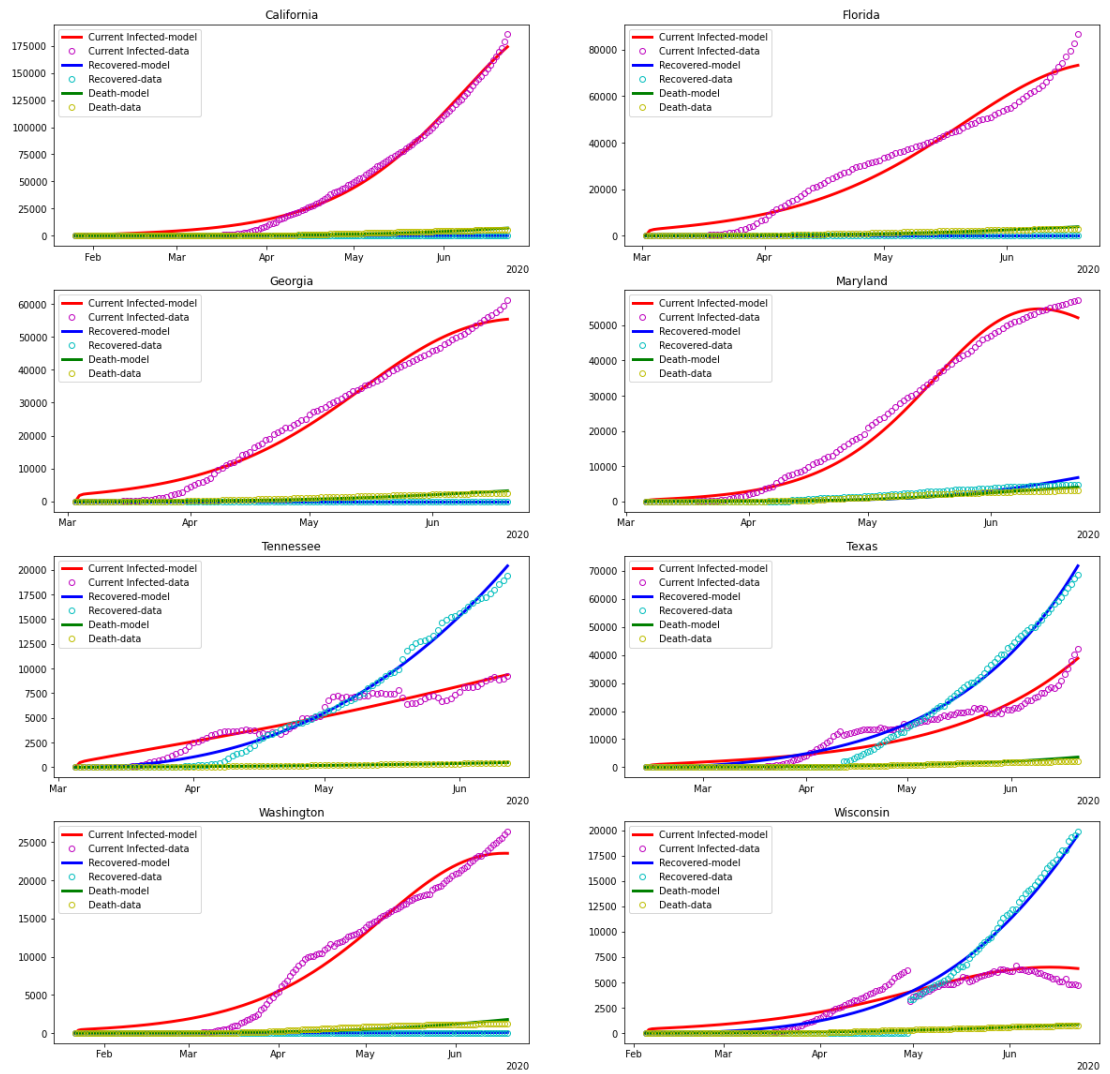 California
175000
150000
125000
100000
75000
50000
25000
0
Current Infected-model
Current Infected-data
Recovered-model
Recovered-data
Death-model
Death-data
Feb Mar Apr May Jun
2020
Florida
80000
60000
40000
20000
0
Current Infected-model
Current Infected-data
Recovered-model
Recovered-data
Death-model
Death-data
Mar Apr May Jun
2020
Georgia
60000
50000
40000
30000
20000
10000
0
Current Infected-model
Current Infected-data
Recovered-model
Recovered-data
Death-model
Death-data
Mar Apr May Jun
2020
Maryland
50000
40000
30000
20000
10000
0
Current Infected-model
Current Infected-data
Recovered-model
Recovered-data
Death-model
Death-data
Mar Apr May Jun
2020
Tennessee
20000
17500
15000
12500
10000
7500
5000
2500
0
Current Infected-model
Current Infected-data
Recovered-model
Recovered-data
Death-model
Death-data
Mar Apr May Jun
2020
Texas
70000
60000
50000
40000
30000
20000
10000
0
Current Infected-model
Current Infected-data
Recovered-model
Recovered-data
Death-model
Death-data
Mar Apr May Jun
2020
Washington
25000
20000
15000
10000
5000
0
Current Infected-model
Current Infected-data
Recovered-model
Recovered-data
Death-model
Death-data
Feb Mar Apr May Jun
2020
Wisconsin
20000
17500
15000
12500
10000
7500
5000
2500
0
Current Infected-model
Current Infected-data
Recovered-model
Recovered-data
Death-model
Death-data
Feb Mar Apr May Jun
2020